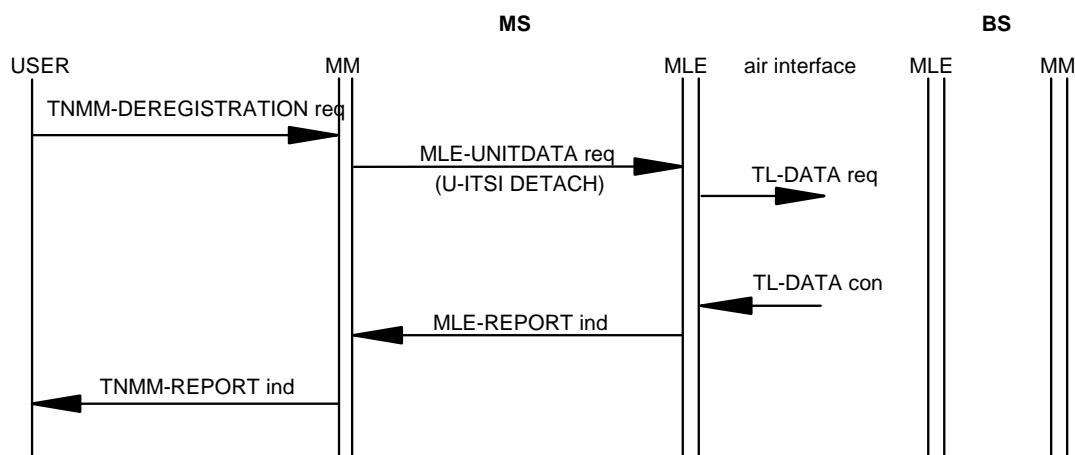 MS BS
USER MM MLE air interface MLE MM
TNMM-DEREGISTRATION req
MLE-UNITDATA req
(U-ITSI DETACH)
TL-DATA req
TL-DATA con
MLE-REPORT ind
TNMM-REPORT ind